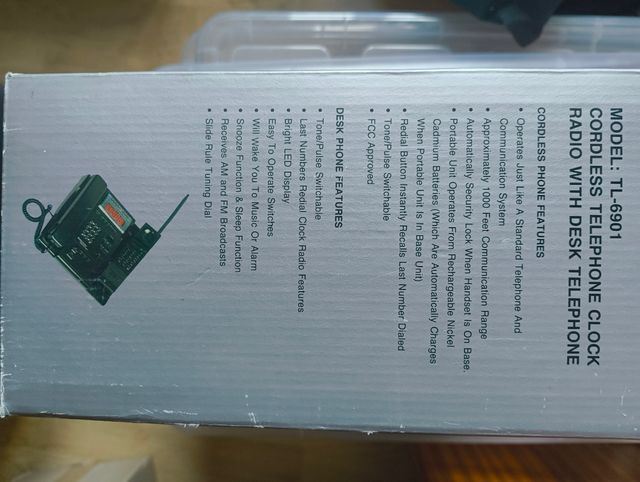 MODEL: TL-6901
CORDLESS TELEPHONE CLOCK
RADIO WITH DESK TELEPHONE
CORDLESS PHONE FEATURES
• Operates Just Like A Standard Telephone And
Communication System
• Approximately 1000 Feet Communication Range
• Automatically Security Lock When Handset Is On Base.
• Portable Unit Operates From Rechargeable Nickel
Cadmium Batteries (Which Are Automatically Charges
When Portable Unit Is In Base Unit)
• Redial Button Instantly Recalls Last Number Dialed
• Tone/Pulse Switchable
• FCC Approved
DESK PHONE FEATURES
• Tone/Pulse Switchable
• Last Numbers Redial Clock Radio Features
• Bright LED Display
• Easy To Operate Switches
• Will Wake You To Music Or Alarm
• Snooze Function & Sleep Function
• Receives AM and FM Broadcasts
• Slide Rule Tuning Dial